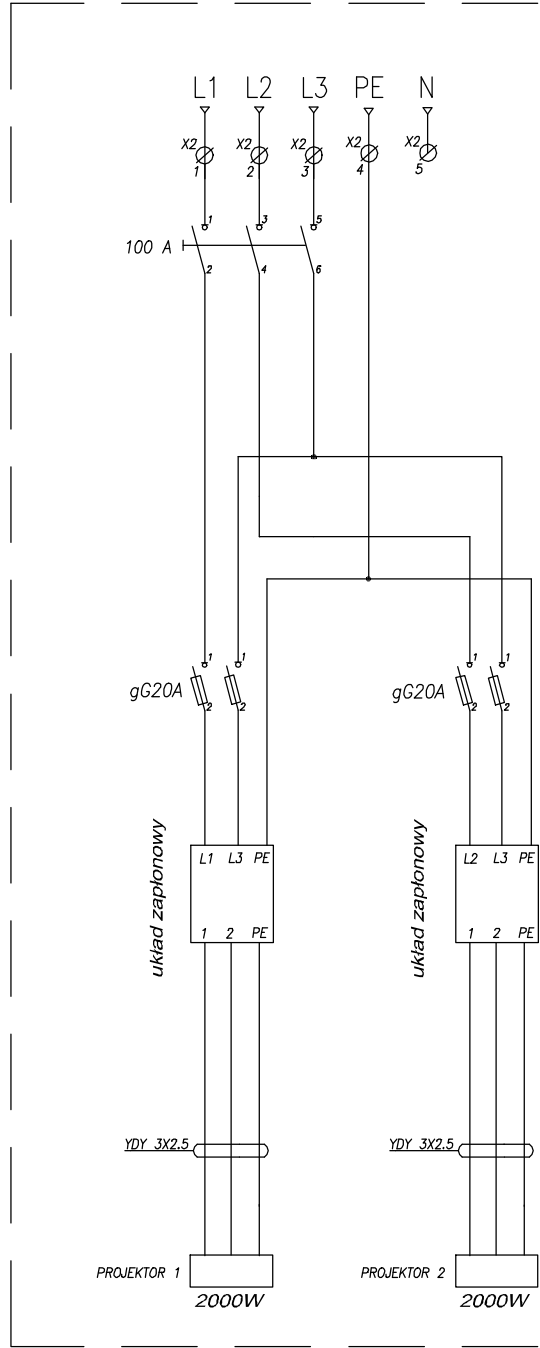 L1 L2 L3 PE N
X2 X2 X2 X2 X2
1 2 3 4 5
1 3 5
100 A
2 4 6
1 1 1 1
gG20A gG20A
2 2 2 2
układ zapłonowy układ zapłonowy
L1 L3 PE L2 L3 PE
1 2 PE 1 2 PE
YDY 3X2.5 YDY 3X2.5
PROJEKTOR 1 PROJEKTOR 2
2000W 2000W